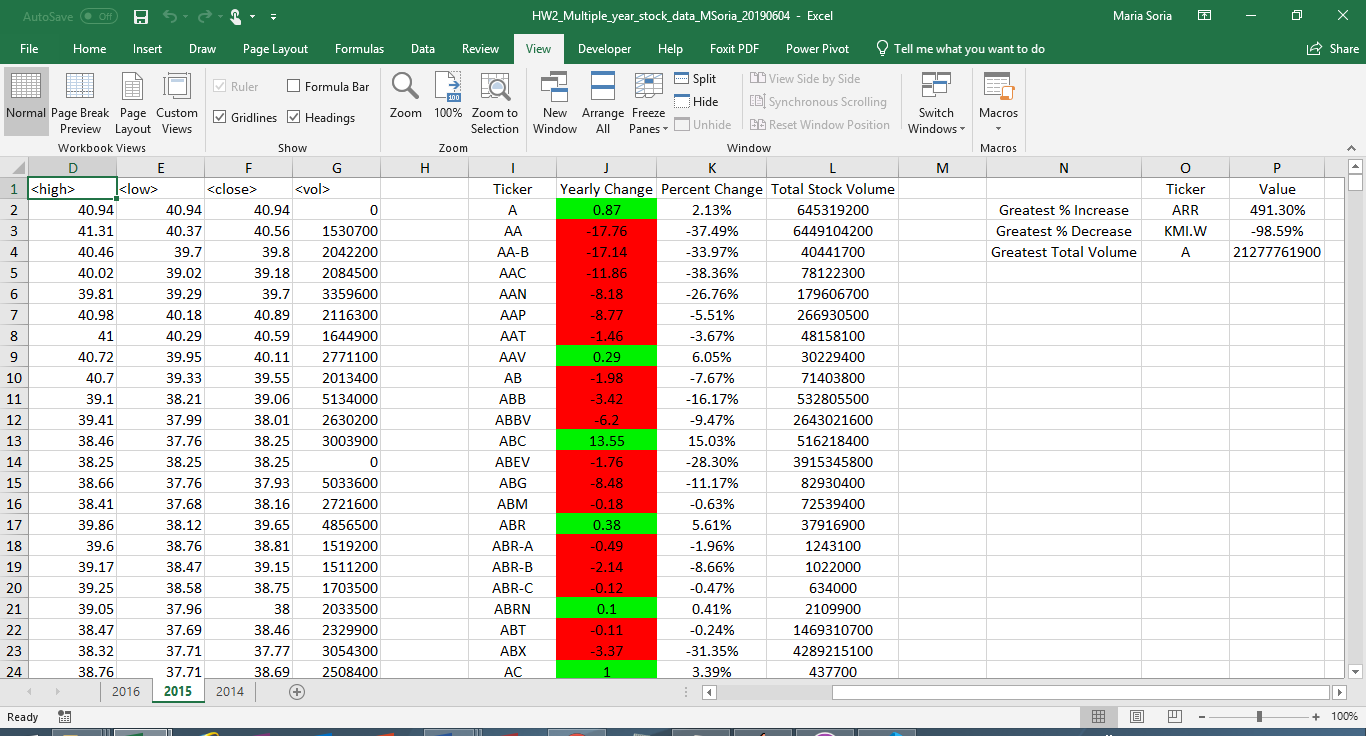 AutoSave Off HW2_Multiple_year_stock_data_MSoria_20190604 - Excel Maria Soria
File Home Insert Draw Page Layout Formulas Data Review View Developer Help Foxit PDF Power Pivot Tell me what you want to do Share
Normal Page Break Preview Page Layout Custom Views
Workbook Views
Ruler Formula Bar
Gridlines Headings
Show
Zoom 100% Zoom to Selection
100
Zoom
New Window Arrange All Freeze Panes
Split
Hide
Unhide
View Side by Side
Synchronous Scrolling
Reset Window Position
Switch Windows
Window
Macros
Macros
D E F G H I J K L M N O P
1 <high> <low> <close> <vol> Ticker Yearly Change Percent Change Total Stock Volume Ticker Value
2 40.94 40.94 40.94 0 A 0.87 2.13% 645319200 Greatest % Increase ARR 491.30%
3 41.31 40.37 40.56 1530700 AA -17.76 -37.49% 6449104200 Greatest % Decrease KMI.W -98.59%
4 40.46 39.7 39.8 2042200 AA-B -17.14 -33.97% 40441700 Greatest Total Volume A 21277761900
5 40.02 39.02 39.18 2084500 AAC -11.86 -38.36% 78122300
6 39.81 39.29 39.7 3359600 AAN -8.18 -26.76% 179606700
7 40.98 40.18 40.89 2116300 AAP -8.77 -5.51% 266930500
8 41 40.29 40.59 1644900 AAT -1.46 -3.67% 48158100
9 40.72 39.95 40.11 2771100 AAV 0.29 6.05% 30229400
10 40.7 39.33 39.55 2013400 AB -1.98 -7.67% 71403800
11 39.1 38.21 39.06 5134000 ABB -3.42 -16.17% 532805500
12 39.41 37.99 38.01 2630200 ABBV -6.2 -9.47% 2643021600
13 38.46 37.76 38.25 3003900 ABC 13.55 15.03% 516218400
14 38.25 38.25 38.25 0 ABEV -1.76 -28.30% 3915345800
15 38.66 37.76 37.93 5033600 ABG -8.48 -11.17% 82930400
16 38.41 37.68 38.16 2721600 ABM -0.18 -0.63% 72539400
17 39.86 38.12 39.65 4856500 ABR 0.38 5.61% 37916900
18 39.6 38.76 38.81 1519200 ABR-A -0.49 -1.96% 1243100
19 39.17 38.47 39.15 1511200 ABR-B -2.14 -8.66% 1022000
20 39.25 38.58 38.75 1703500 ABR-C -0.12 -0.47% 634000
21 39.05 37.96 38 2033500 ABRN 0.1 0.41% 2109900
22 38.47 37.69 38.46 2329900 ABT -0.11 -0.24% 1469310700
23 38.32 37.71 37.77 3054300 ABX -3.37 -31.35% 4289215100
24 38.76 37.71 38.69 2508400 AC 1 3.39% 437700
2016 2015 2014
Ready 100%